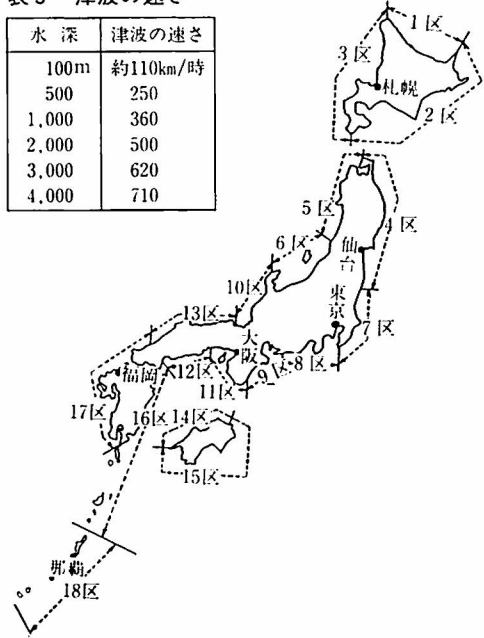 表3 津波の速さ
水深 津波の速さ
100m 約110km/時
500 250
1,000 360
2,000 500
3,000 620
4,000 710
1区
3区
札幌
2区
5区
4区
6区
仙台
10区
東京
13区
7区
大阪
8区
9区
福岡
12区
11区
17区
16区
14区
15区
那覇
18区